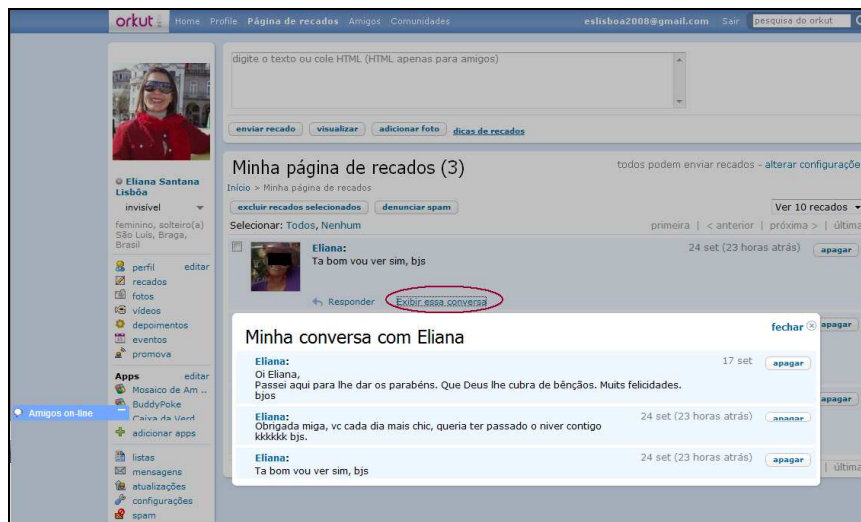 orkut Home Profile Página de recados Amigos Comunidades eslisboa2008@gmail.com Sair pesquisa do orkut
digite o texto ou cole HTML (HTML apenas para amigos)
enviar recado visualizar adicionar foto dicas de recados
Eliana Santana
Lisbôa
invisível
feminino, solteiro(a)
São Luís, Braga,
Brasil
perfil editar
recados
fotos
vídeos
depoimentos
eventos
promova
Apps editar
Mosaico de Am ..
BuddyPoke
Caixa da Verd
adicionar apps
listas
mensagens
atualizações
configurações
spam
Amigos on-line
Minha página de recados (3) todos podem enviar recados - alterar configuraçõe
Início > Minha página de recados
excluir recados selecionados denunciar spam Ver 10 recados
Selecionar: Todos, Nenhum primeira | < anterior | próxima > | última
Eliana: 24 set (23 horas atrás) apagar
Ta bom vou ver sim, bjs
Responder Exibir essa conversa
Minha conversa com Eliana fechar apagar
Eliana: 17 set apagar
Oi Eliana,
Passei aqui para lhe dar os parabéns. Que Deus lhe cubra de bênçãos. Muits felicidades.
bjos
apagar
Eliana: 24 set (23 horas atrás) apagar
Obrigada miga, vc cada dia mais chic, queria ter passado o niver contigo
kkkkkk bjs.
Eliana: 24 set (23 horas atrás) apagar
Ta bom vou ver sim, bjs
| última